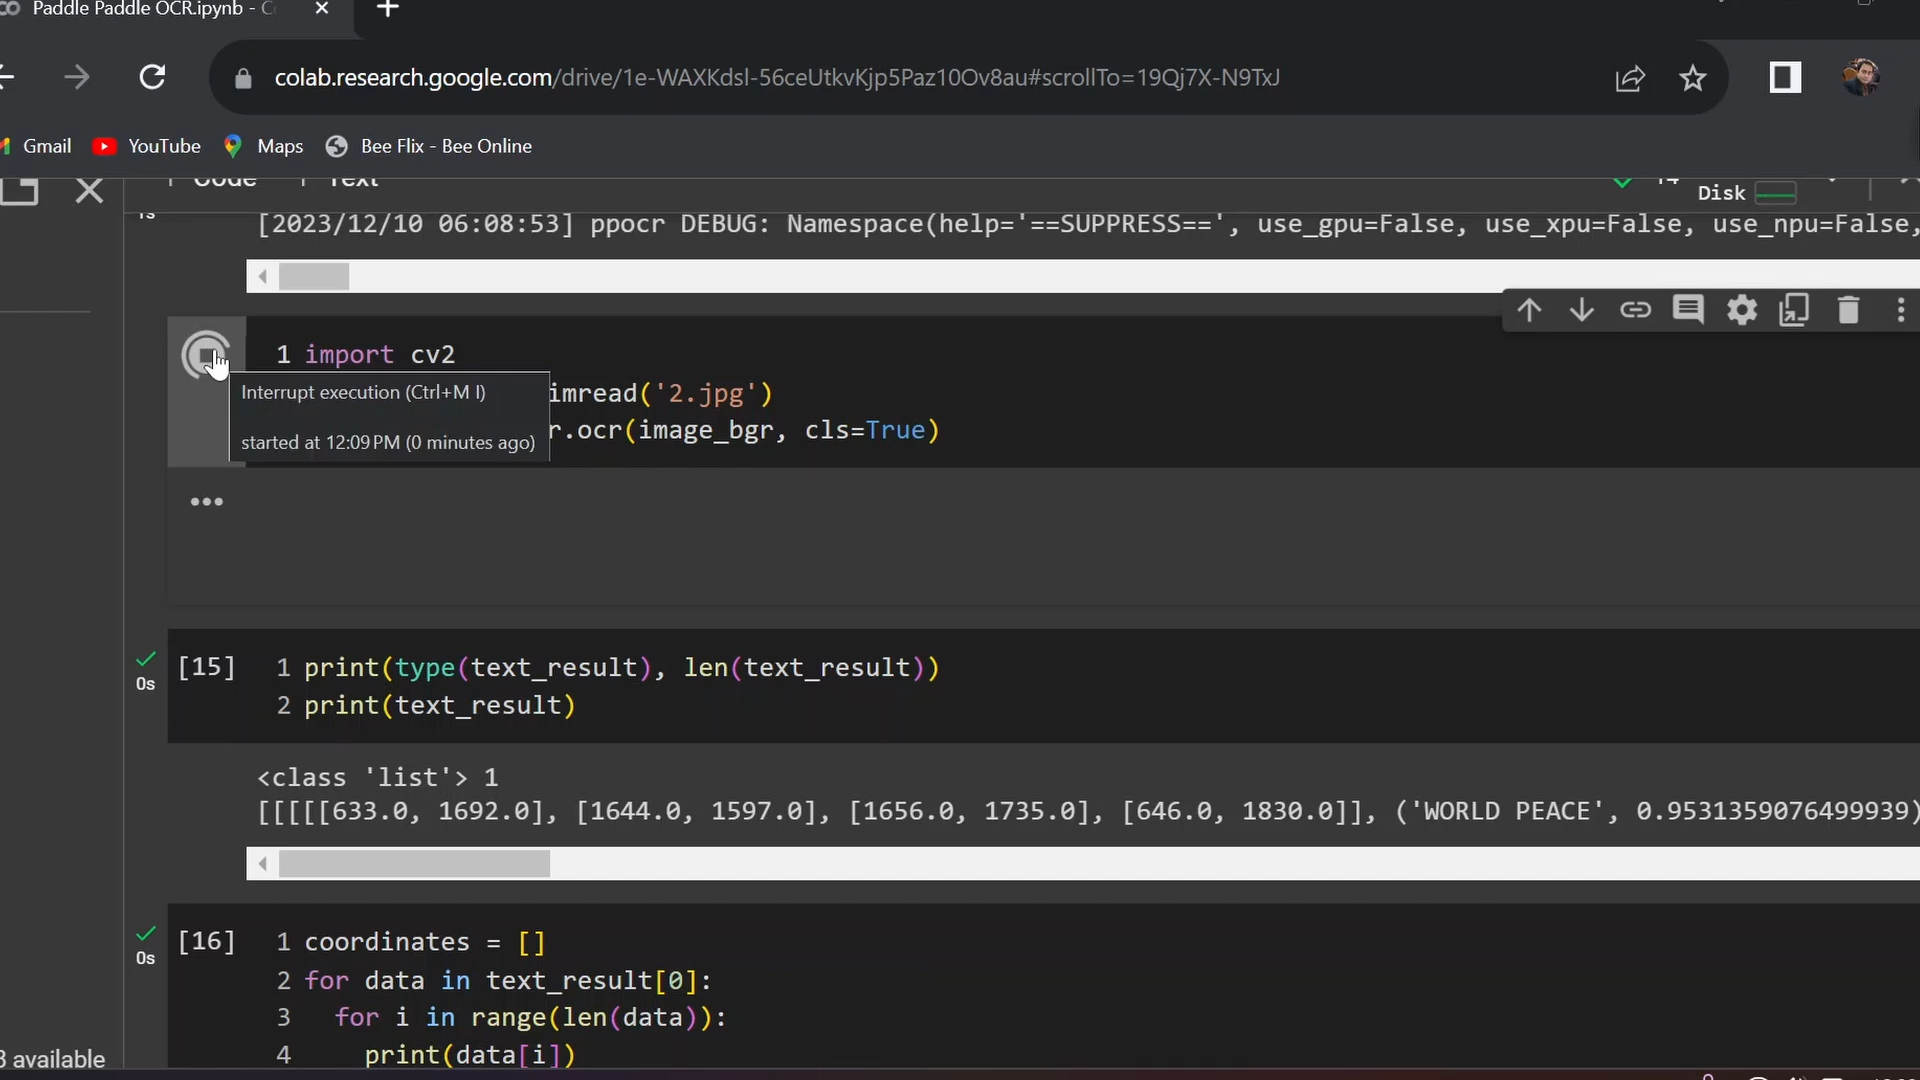 Paddle Paddle OCR.ipynb - C
colab.research.google.com/drive/1e-WAXKdsl-56ceUtkvKjp5Paz10Ov8au#scrollTo=19Qj7X-N9TxJ
Gmail YouTube Maps Bee Flix - Bee Online
Code Text
Disk
1s
[2023/12/10 06:08:53] ppocr DEBUG: Namespace(help='==SUPPRESS==', use_gpu=False, use_xpu=False, use_npu=False,
1 import cv2
Interrupt execution (Ctrl+M I)
imread('2.jpg')
started at 12:09 PM (0 minutes ago)
r.ocr(image_bgr, cls=True)
[15] 1 print(type(text_result), len(text_result))
0s
2 print(text_result)
<class 'list'> 1
[[[[[633.0, 1692.0], [1644.0, 1597.0], [1656.0, 1735.0], [646.0, 1830.0]], ('WORLD PEACE', 0.9531359076499939)
[16] 1 coordinates = []
0s
2 for data in text_result[0]:
3 for i in range(len(data)):
4 print(data[i])
available